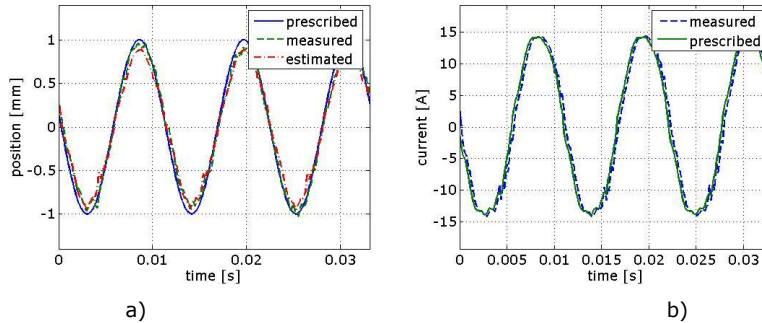 prescribed
measured
estimated
position [mm]
1
0.5
0
-0.5
-1
0
0.01
0.02
0.03
time [s]
a)
measured
prescribed
current [A]
15
10
5
0
-5
-10
-15
0
0.005
0.01
0.015
0.02
0.025
0.03
time [s]
b)